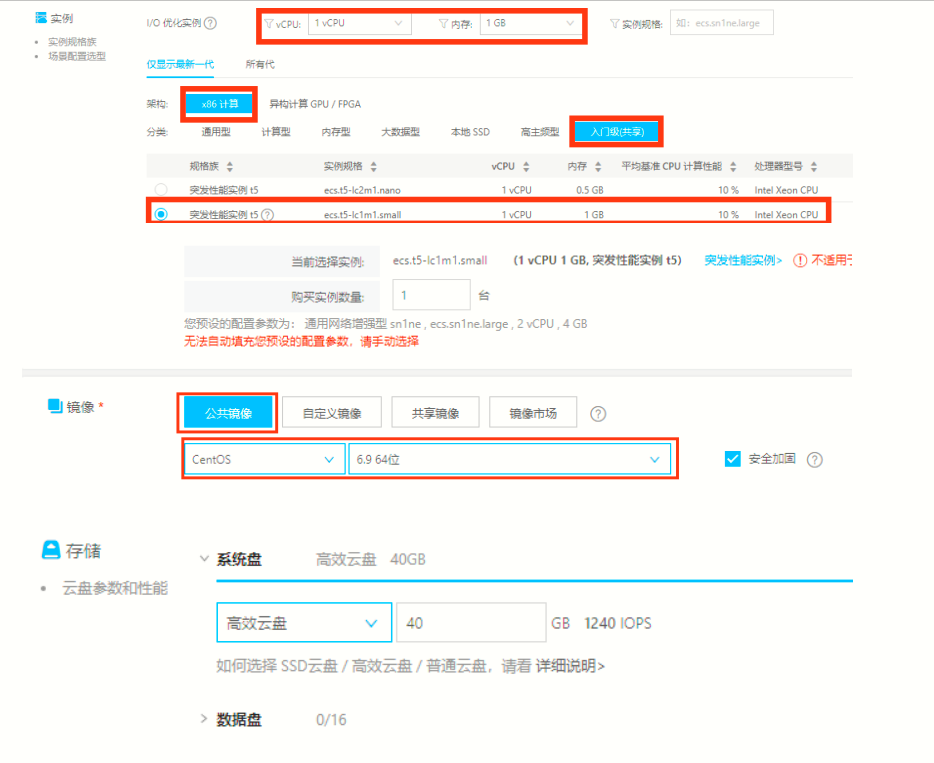 实例
I/O 优化实例 ? vCPU: 1 vCPU 内存: 1 GB 实例规格: 如: ecs.sn1ne.large
• 实例规格族
• 场景配置选型
仅显示最新一代 所有代
架构: x86 计算 异构计算 GPU / FPGA
分类: 通用型 计算型 内存型 大数据型 本地 SSD 高主频型 入门级(共享)
规格族 实例规格 vCPU 内存 平均基准 CPU 计算性能 处理器型号
突发性能实例 t5 ecs.t5-lc2m1.nano 1 vCPU 0.5 GB 10 % Intel Xeon CPU
突发性能实例 t5 ? ecs.t5-lc1m1.small 1 vCPU 1 GB 10 % Intel Xeon CPU
当前选择实例: ecs.t5-lc1m1.small (1 vCPU 1 GB, 突发性能实例 t5) 突发性能实例> ! 不适用于
购买实例数量: 1 台
您预设的配置参数为： 通用网络增强型 sn1ne , ecs.sn1ne.large , 2 vCPU , 4 GB
无法自动填充您预设的配置参数，请手动选择
镜像 * 公共镜像 自定义镜像 共享镜像 镜像市场 ?
CentOS 6.9 64位 安全加固 ?
存储
系统盘 高效云盘 40GB
• 云盘参数和性能
高效云盘 40 GB 1240 IOPS
如何选择 SSD云盘 / 高效云盘 / 普通云盘，请看 详细说明>
数据盘 0/16